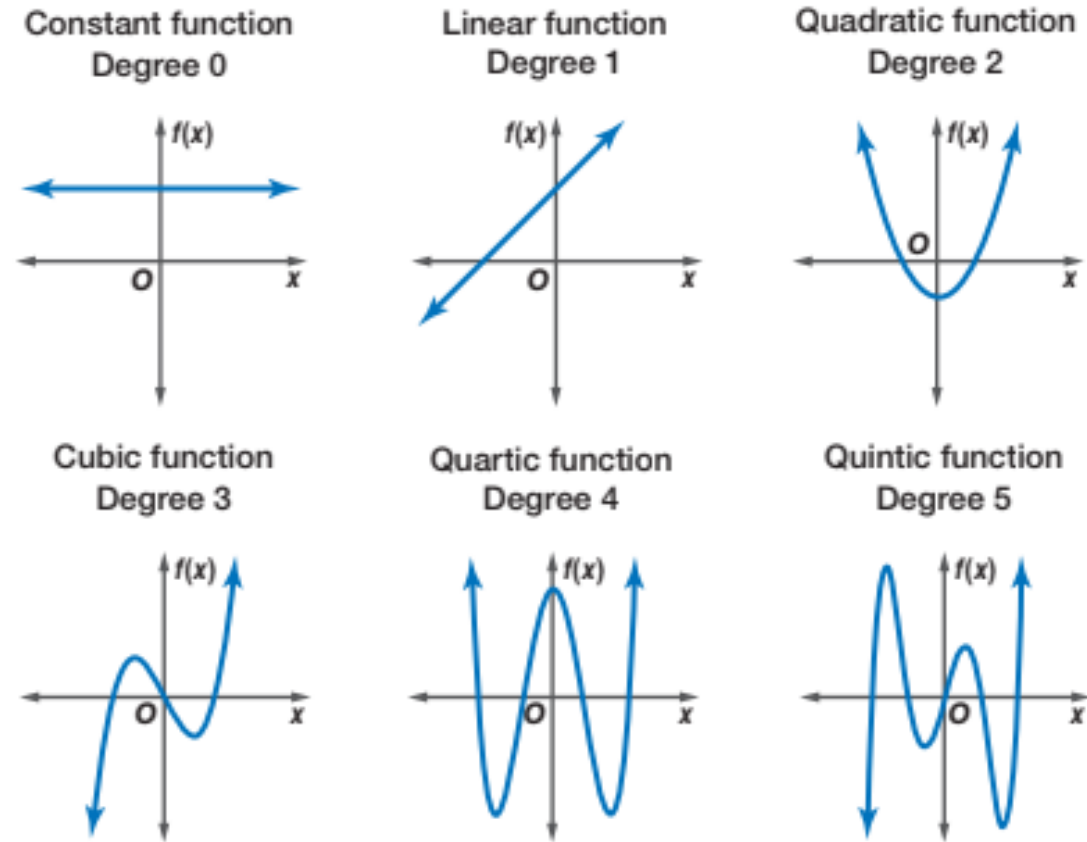 Constant function
Degree 0
Linear function
Degree 1
Quadratic function
Degree 2
f(x)
O
x
f(x)
O
x
f(x)
O
x
Cubic function
Degree 3
Quartic function
Degree 4
Quintic function
Degree 5
f(x)
O
x
f(x)
O
x
f(x)
O
x